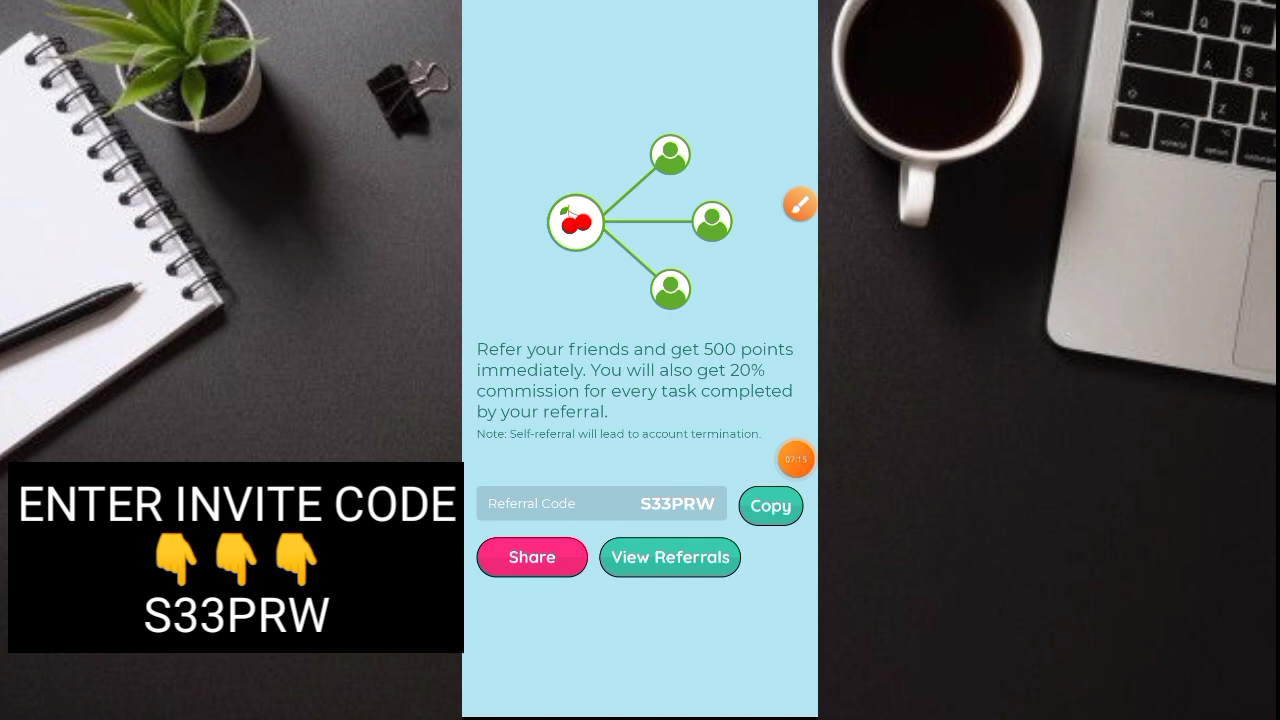 Refer your friends and get 500 points
immediately. You will also get 20%
commission for every task completed
by your referral.
Note: Self-referral will lead to account termination.
07:15
Referral Code S33PRW Copy
Share View Referrals
ENTER INVITE CODE
👇👇👇
S33PRW
Q W
A S
Z X
option